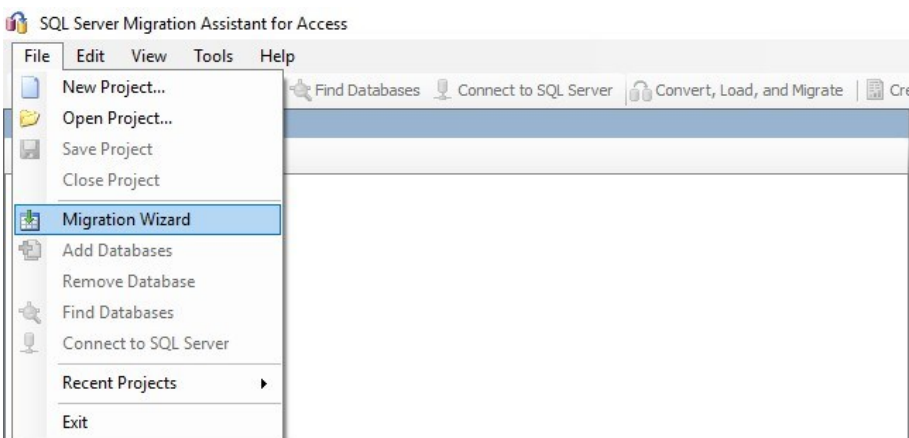 SQL Server Migration Assistant for Access
File Edit View Tools Help
New Project...
Find Databases Connect to SQL Server Convert, Load, and Migrate
Open Project...
Save Project
Close Project
Migration Wizard
Add Databases
Remove Database
Find Databases
Connect to SQL Server
Recent Projects
Exit